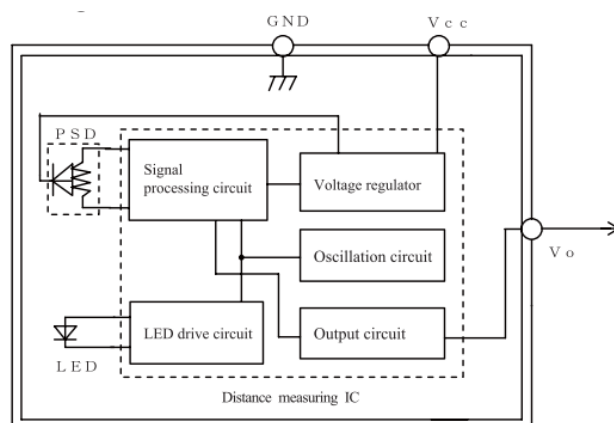 GND
Vcc
PSD
Signal
processing circuit
Voltage regulator
Oscillation circuit
Vo
LED drive circuit
Output circuit
LED
Distance measuring IC